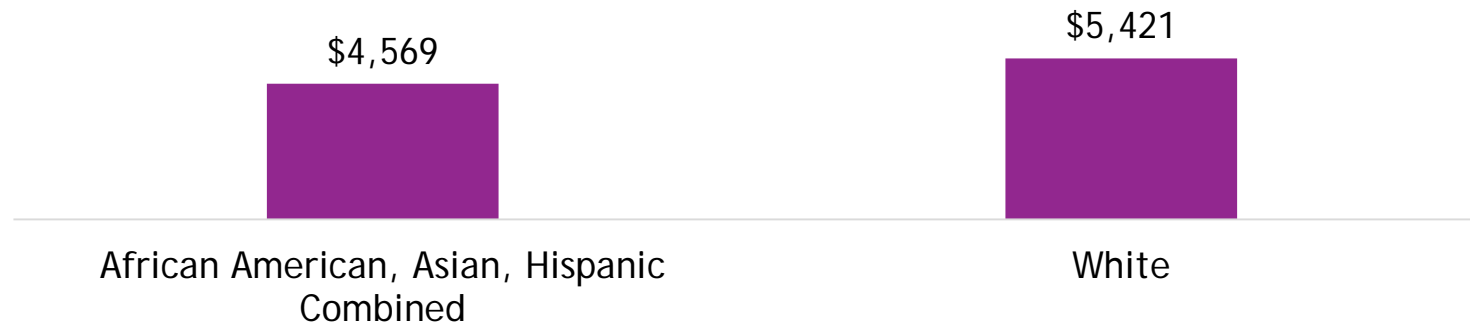 $4,569
$5,421
African American, Asian, Hispanic
Combined
White